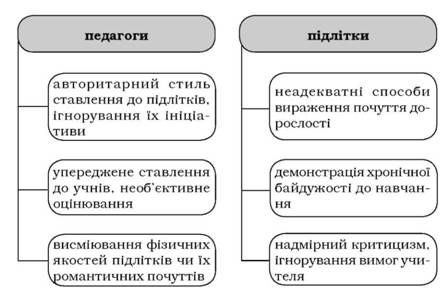 педагоги
авторитарний стиль
ставлення до підлітків,
ігнорування їх ініціа-
тиви
упереджене ставлення
до учнів, необ’єктивне
оцінювання
висміювання фізичних
якостей підлітків чи їх
романтичних почуттів
підлітки
неадекватні способи
вираження почуття до-
рослості
демонстрація хронічної
байдужості до навчан-
ня
надмірний критицизм,
ігнорування вимог учи-
теля